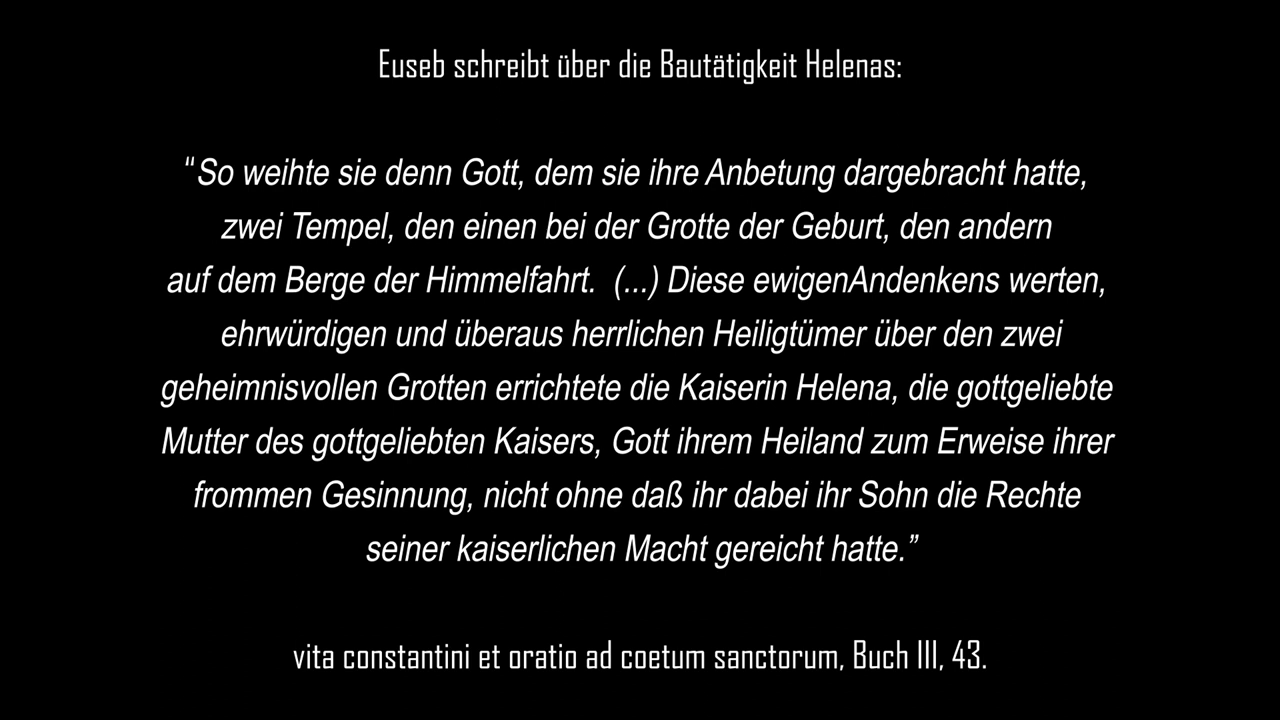 Euseb schreibt über die Bautätigkeit Helenas:
“So weihte sie denn Gott, dem sie ihre Anbetung dargebracht hatte,
zwei Tempel, den einen bei der Grotte der Geburt, den andern
auf dem Berge der Himmelfahrt.  (...) Diese ewigenAndenkens werten,
ehrwürdigen und überaus herrlichen Heiligtümer über den zwei
geheimnisvollen Grotten errichtete die Kaiserin Helena, die gottgeliebte
Mutter des gottgeliebten Kaisers, Gott ihrem Heiland zum Erweise ihrer
frommen Gesinnung, nicht ohne daß ihr dabei ihr Sohn die Rechte
seiner kaiserlichen Macht gereicht hatte.”
vita constantini et oratio ad coetum sanctorum, Buch III, 43.